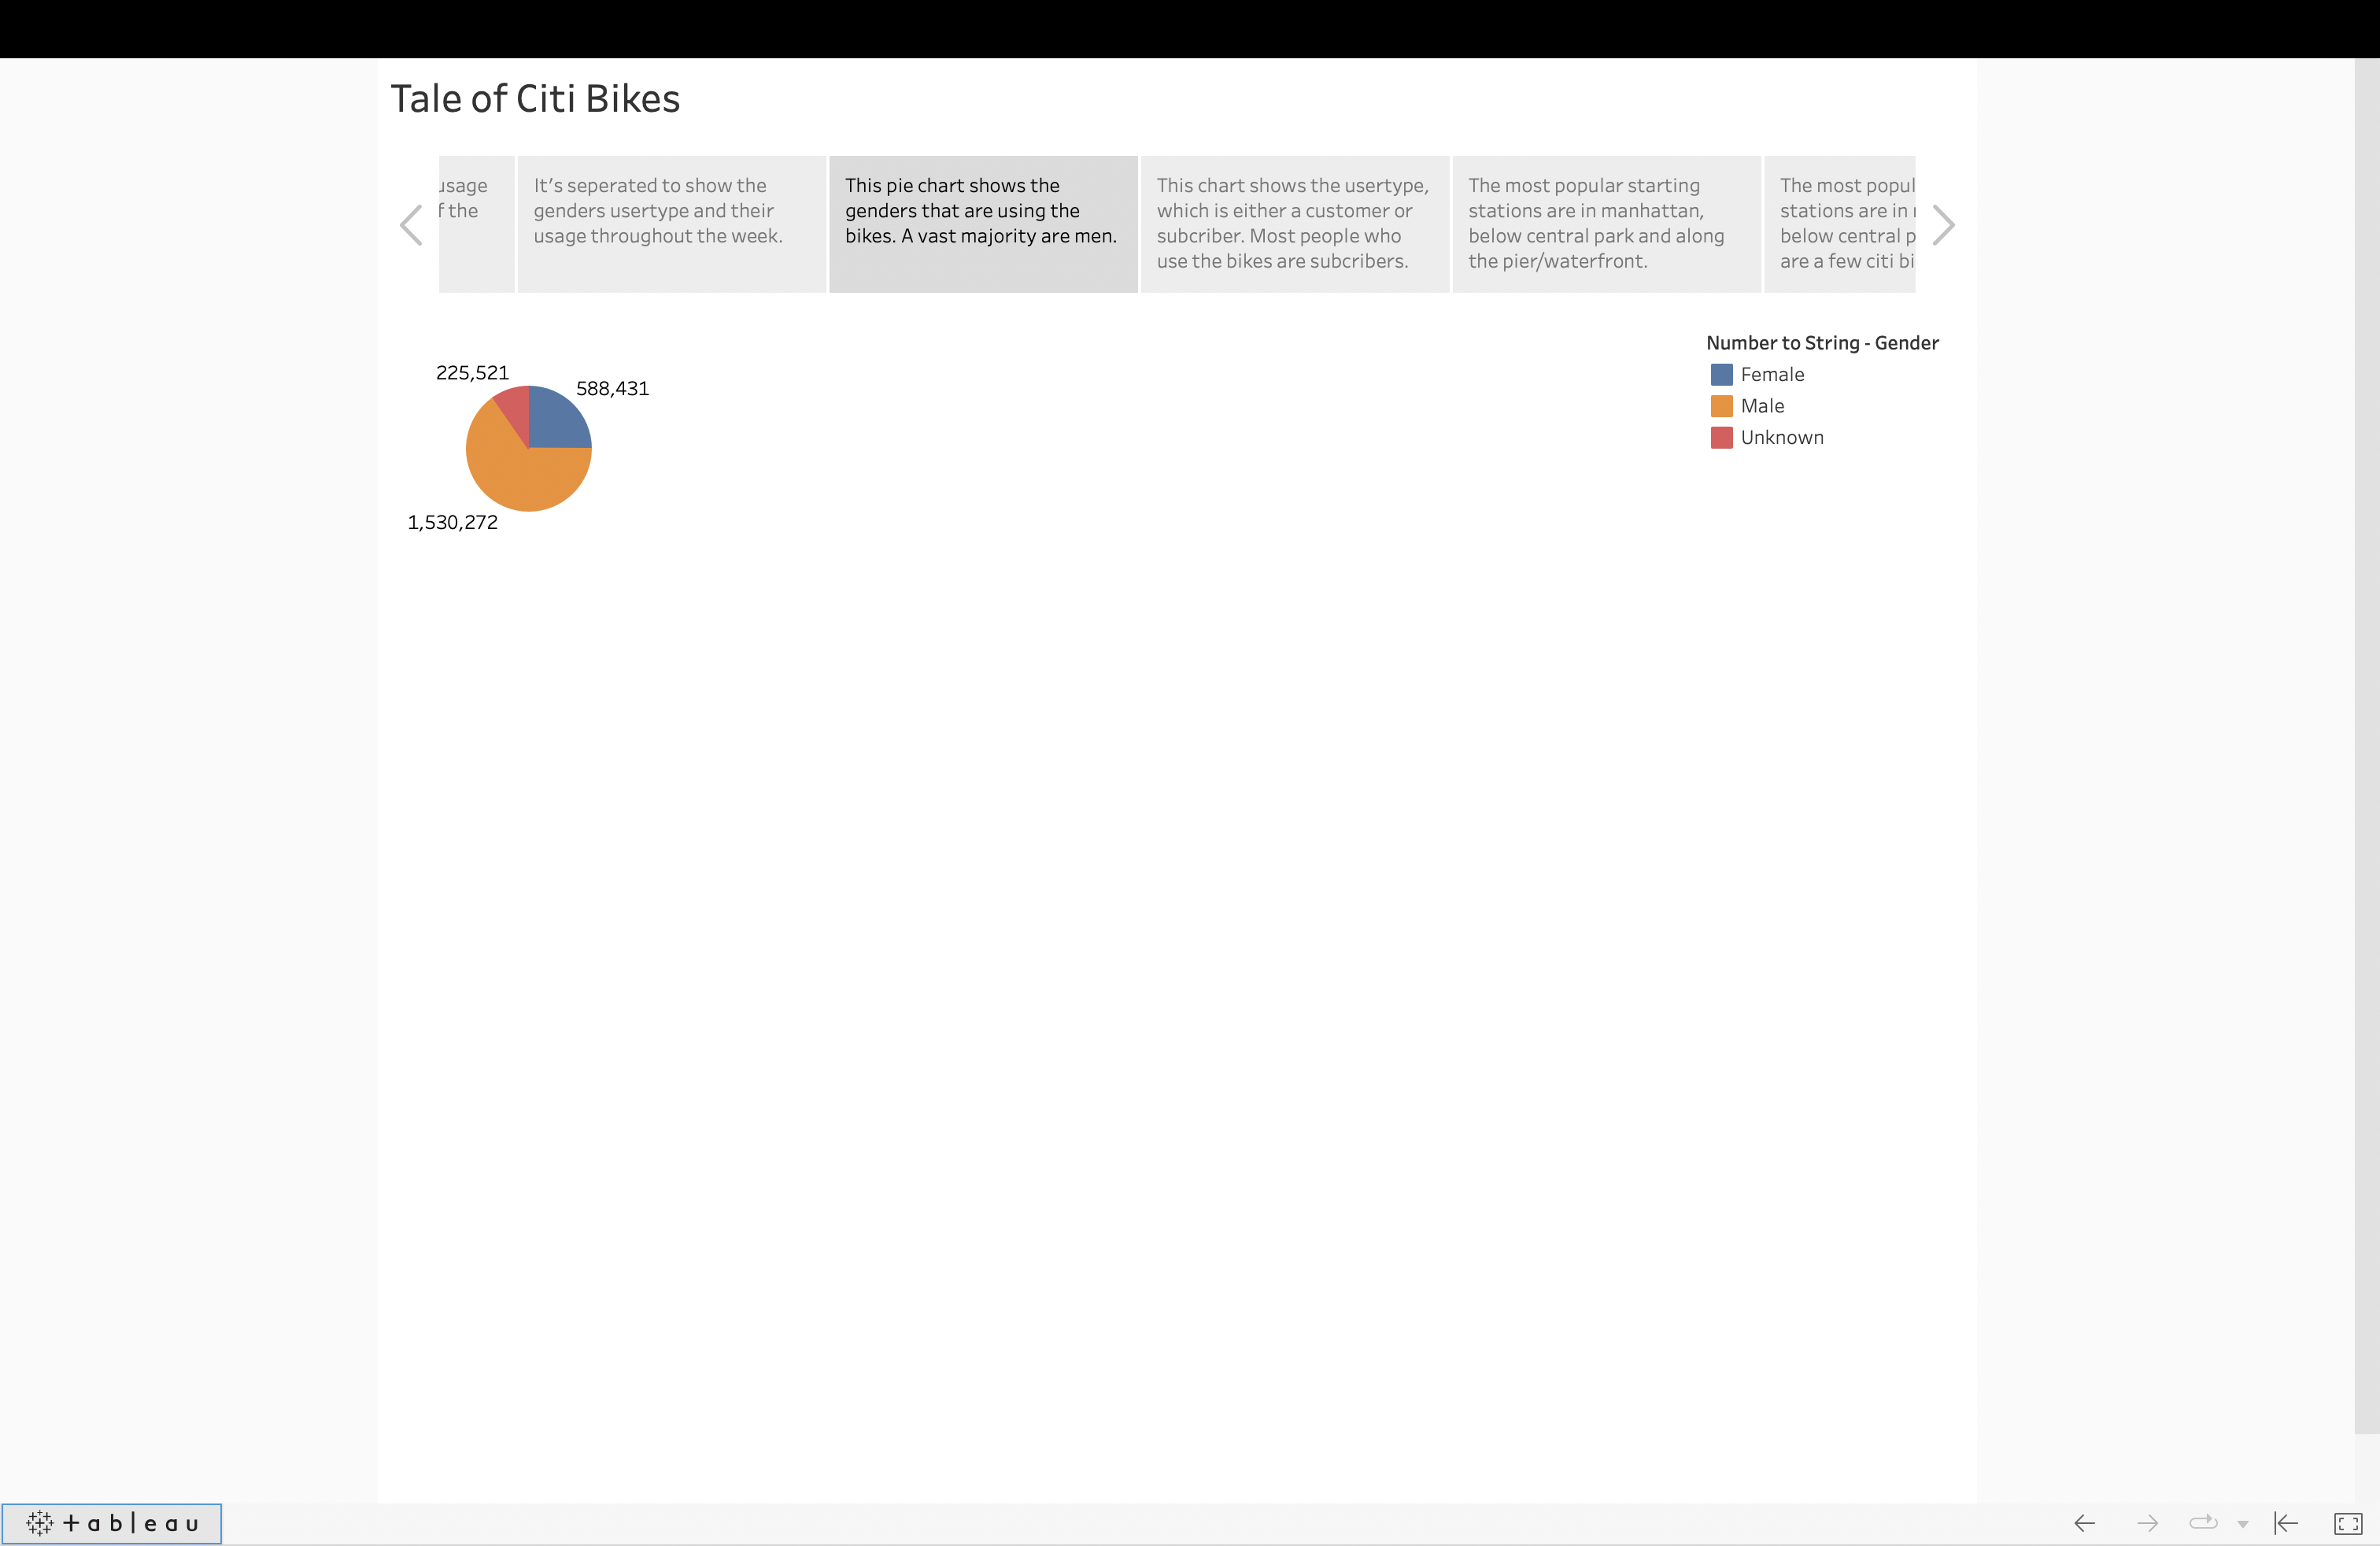 Tale of Citi Bikes
usage
f the
It’s seperated to show the
genders usertype and their
usage throughout the week.
This pie chart shows the
genders that are using the
bikes. A vast majority are men.
This chart shows the usertype,
which is either a customer or
subcriber. Most people who
use the bikes are subcribers.
The most popular starting
stations are in manhattan,
below central park and along
the pier/waterfront.
The most popul
stations are in
below central p
are a few citi bi
Number to String - Gender
Female
Male
Unknown
225,521
588,431
1,530,272
+ableau